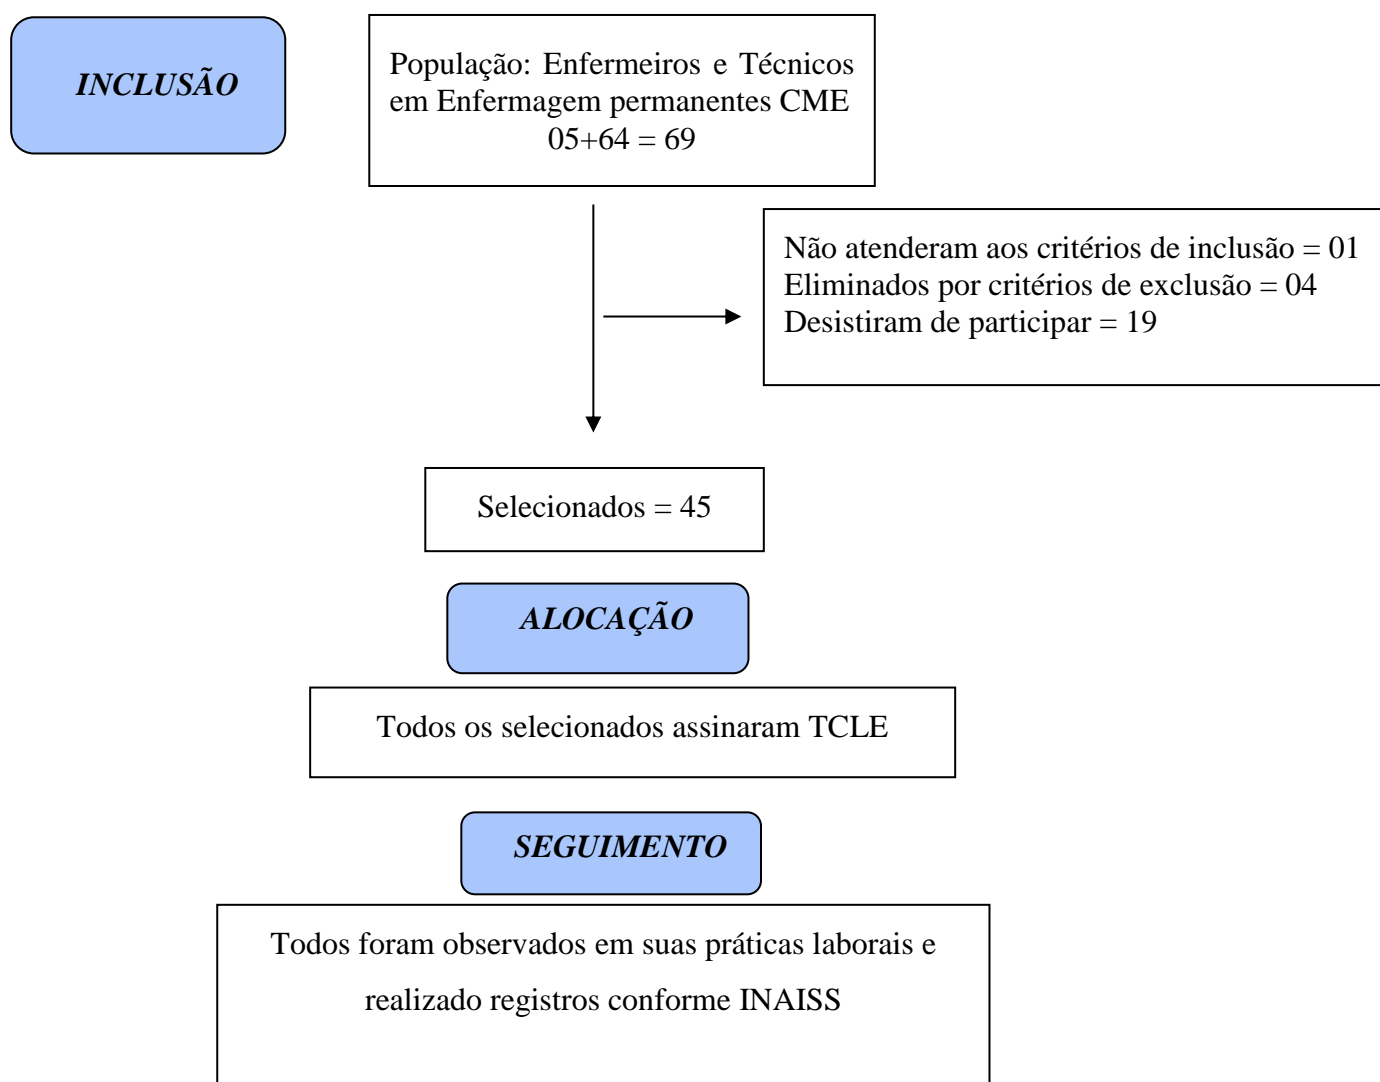 INCLUSÃO
População: Enfermeiros e Técnicos
em Enfermagem permanentes CME
05+64 = 69
Não atenderam aos critérios de inclusão = 01
Eliminados por critérios de exclusão = 04
Desistiram de participar = 19
Selecionados = 45
ALOCAÇÃO
Todos os selecionados assinaram TCLE
SEGUIMENTO
Todos foram observados em suas práticas laborais e
realizado registros conforme INAISS